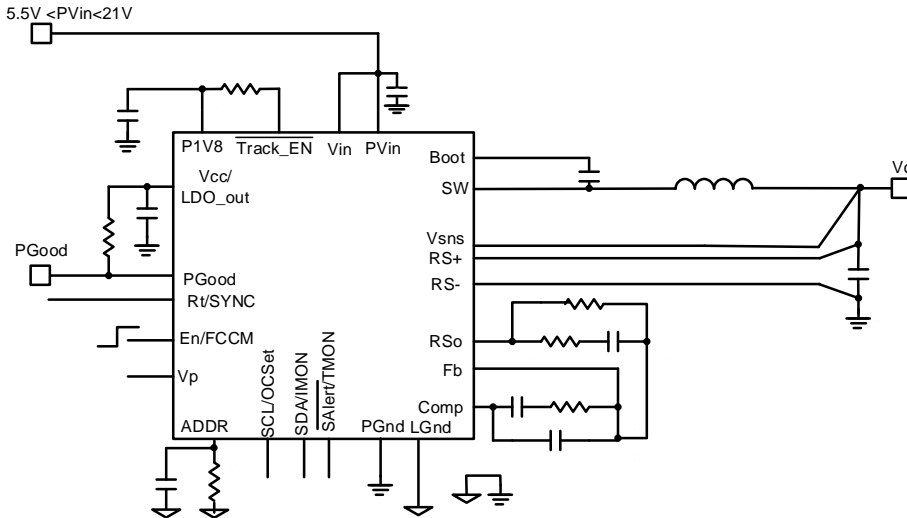 5.5V <PVin<21V
P1V8
Track_EN
Vin
PVin
Boot
Vcc/
LDO_out
SW
Vo
Vsns
PGood
RS+
PGood
RS-
Rt/SYNC
En/FCCM
RSo
Vp
Fb
Comp
ADDR
SCL/OCSet
SDA/IMON
SAlert/TMON
PGnd
LGnd